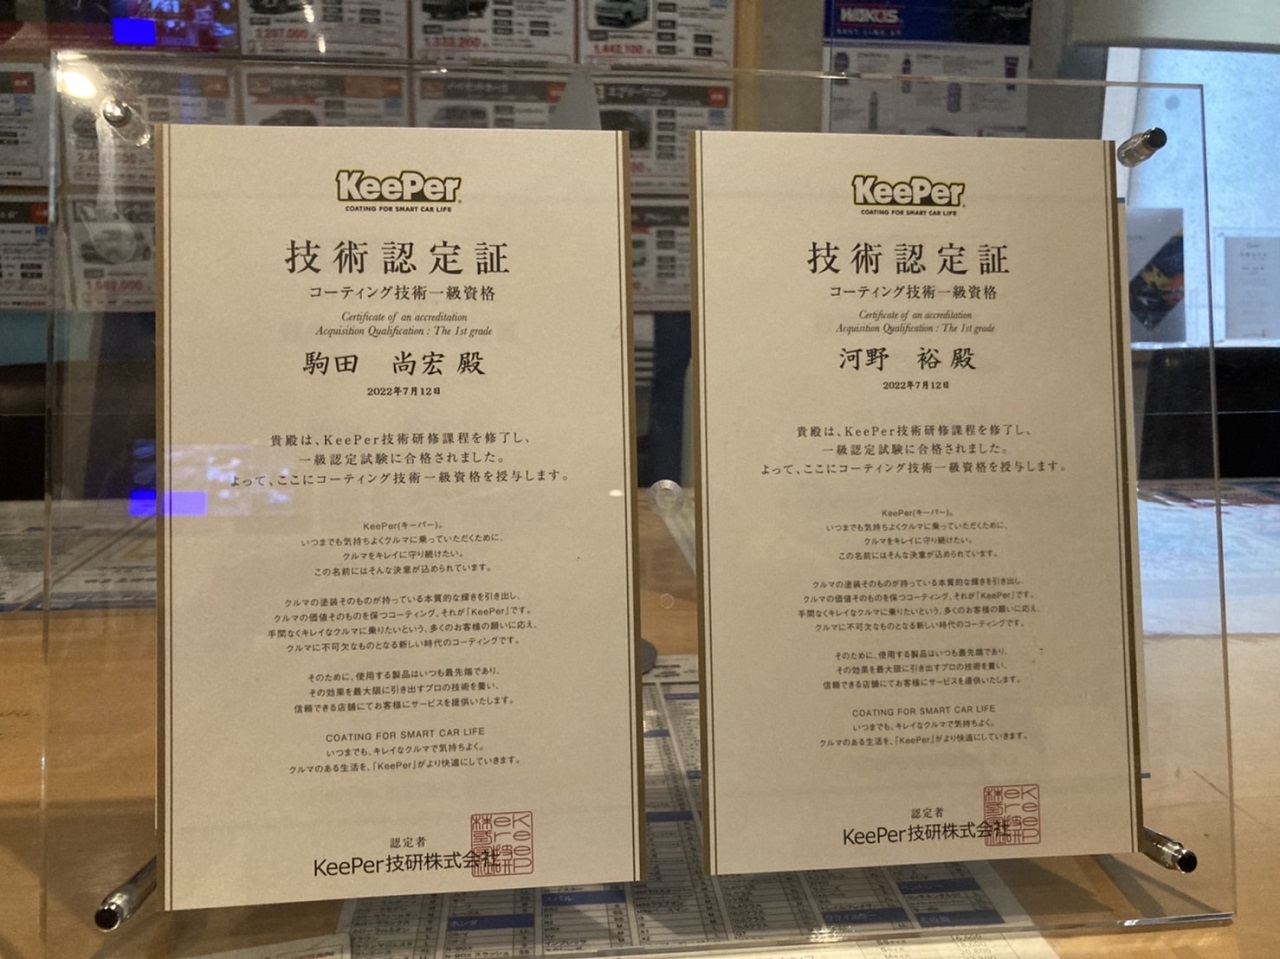 KeePer
COATING FOR SMART CAR LIFE
技術認定証
コーティング技術一級資格
Certificate of an accreditation
Acquisition Qualification : The 1st grade
駒田 尚宏 殿
2022年7月12日
貴殿は、KeePer技術研修課程を修了し、
一級認定試験に合格されました。
よって、ここにコーティング技術一級資格を授与します。
KeePer(キーパー)。
いつまでも気持ちよくクルマに乗っていただくために、
クルマをキレイに守り続けたい。
この名前にはそんな決意が込められています。
クルマの塗装そのものが持っている本質的な輝きを引き出し、
クルマの価値そのものを保つコーティング、それが「KeePer」です。
手間なくキレイなクルマに乗りたいという、多くのお客様の願いに応え、
クルマに不可欠なものとなる新しい時代のコーティングです。
そのために、使用する製品はいつも最先端であり、
その効果を最大限に引き出すプロの技術を養い、
信頼できる店舗にてお客様にサービスを提供いたします。
COATING FOR SMART CAR LIFE
いつまでも、キレイなクルマで気持ちよく。
クルマのある生活を、「KeePer」がより快適にしていきます。
認定者
KeePer技研株式会社
KeePer
COATING FOR SMART CAR LIFE
技術認定証
コーティング技術一級資格
Certificate of an accreditation
Acquisition Qualification : The 1st grade
河野 裕 殿
2022年7月12日
貴殿は、KeePer技術研修課程を修了し、
一級認定試験に合格されました。
よって、ここにコーティング技術一級資格を授与します。
KeePer(キーパー)。
いつまでも気持ちよくクルマに乗っていただくために、
クルマをキレイに守り続けたい。
この名前にはそんな決意が込められています。
クルマの塗装そのものが持っている本質的な輝きを引き出し、
クルマの価値そのものを保つコーティング、それが「KeePer」です。
手間なくキレイなクルマに乗りたいという、多くのお客様の願いに応え、
クルマに不可欠なものとなる新しい時代のコーティングです。
そのために、使用する製品はいつも最先端であり、
その効果を最大限に引き出すプロの技術を養い、
信頼できる店舗にてお客様にサービスを提供いたします。
COATING FOR SMART CAR LIFE
いつまでも、キレイなクルマで気持ちよく。
クルマのある生活を、「KeePer」がより快適にしていきます。
認定者
KeePer技研株式会社
WAKO'S